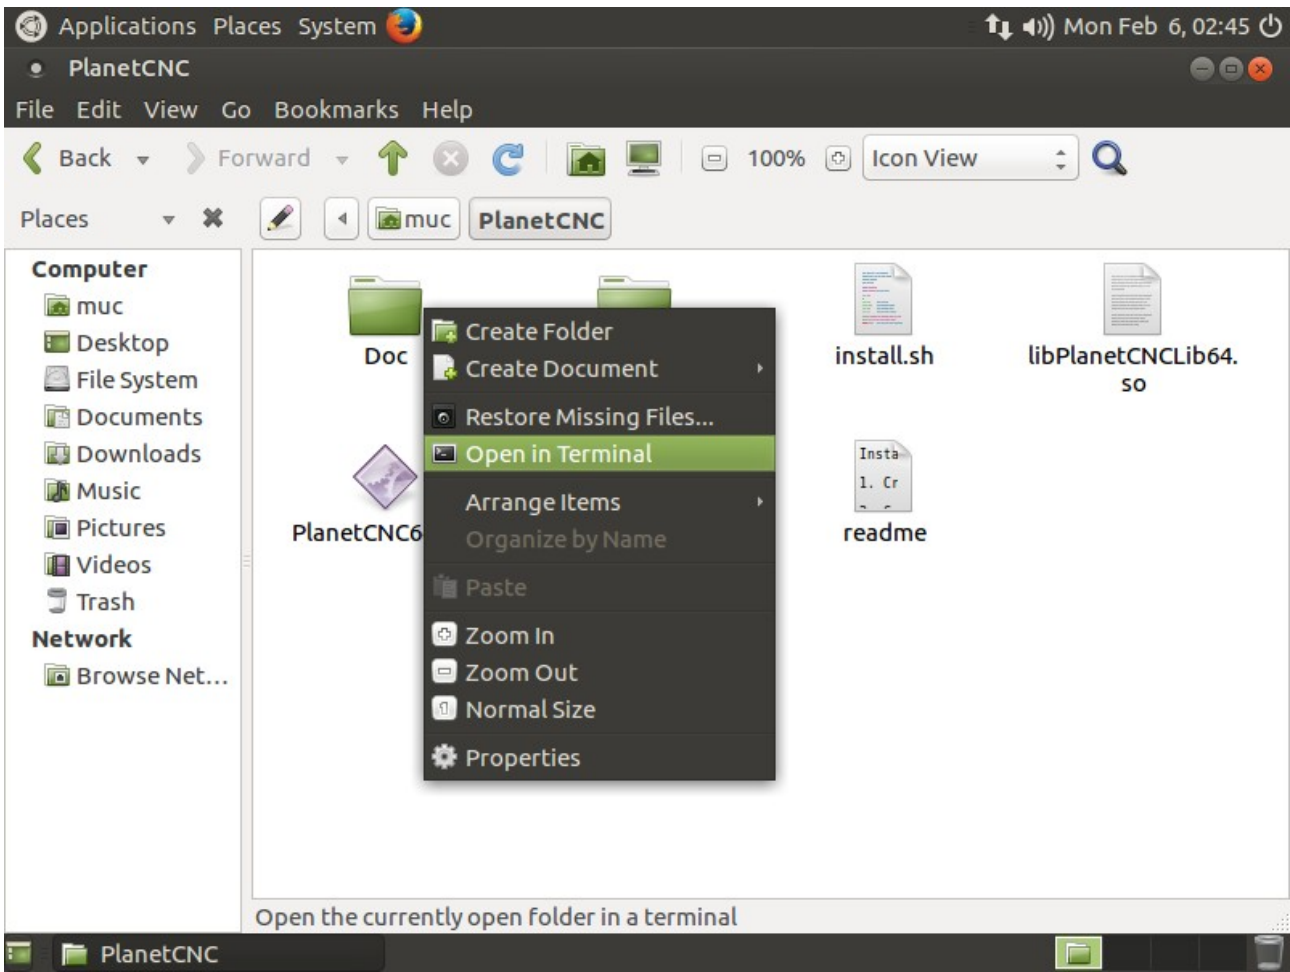 Applications Places System Mon Feb 6, 02:45
PlanetCNC
File Edit View Go Bookmarks Help
Back Forward 100% Icon View
Places muc PlanetCNC
Computer
muc
Desktop
File System
Documents
Downloads
Music
Pictures
Videos
Trash
Network
Browse Net...
Doc
install.sh
libPlanetCNCLib64.
so
PlanetCNC6
Insta
1. Cr
readme
Create Folder
Create Document
Restore Missing Files...
Open in Terminal
Arrange Items
Organize by Name
Paste
Zoom In
Zoom Out
Normal Size
Properties
Open the currently open folder in a terminal
PlanetCNC